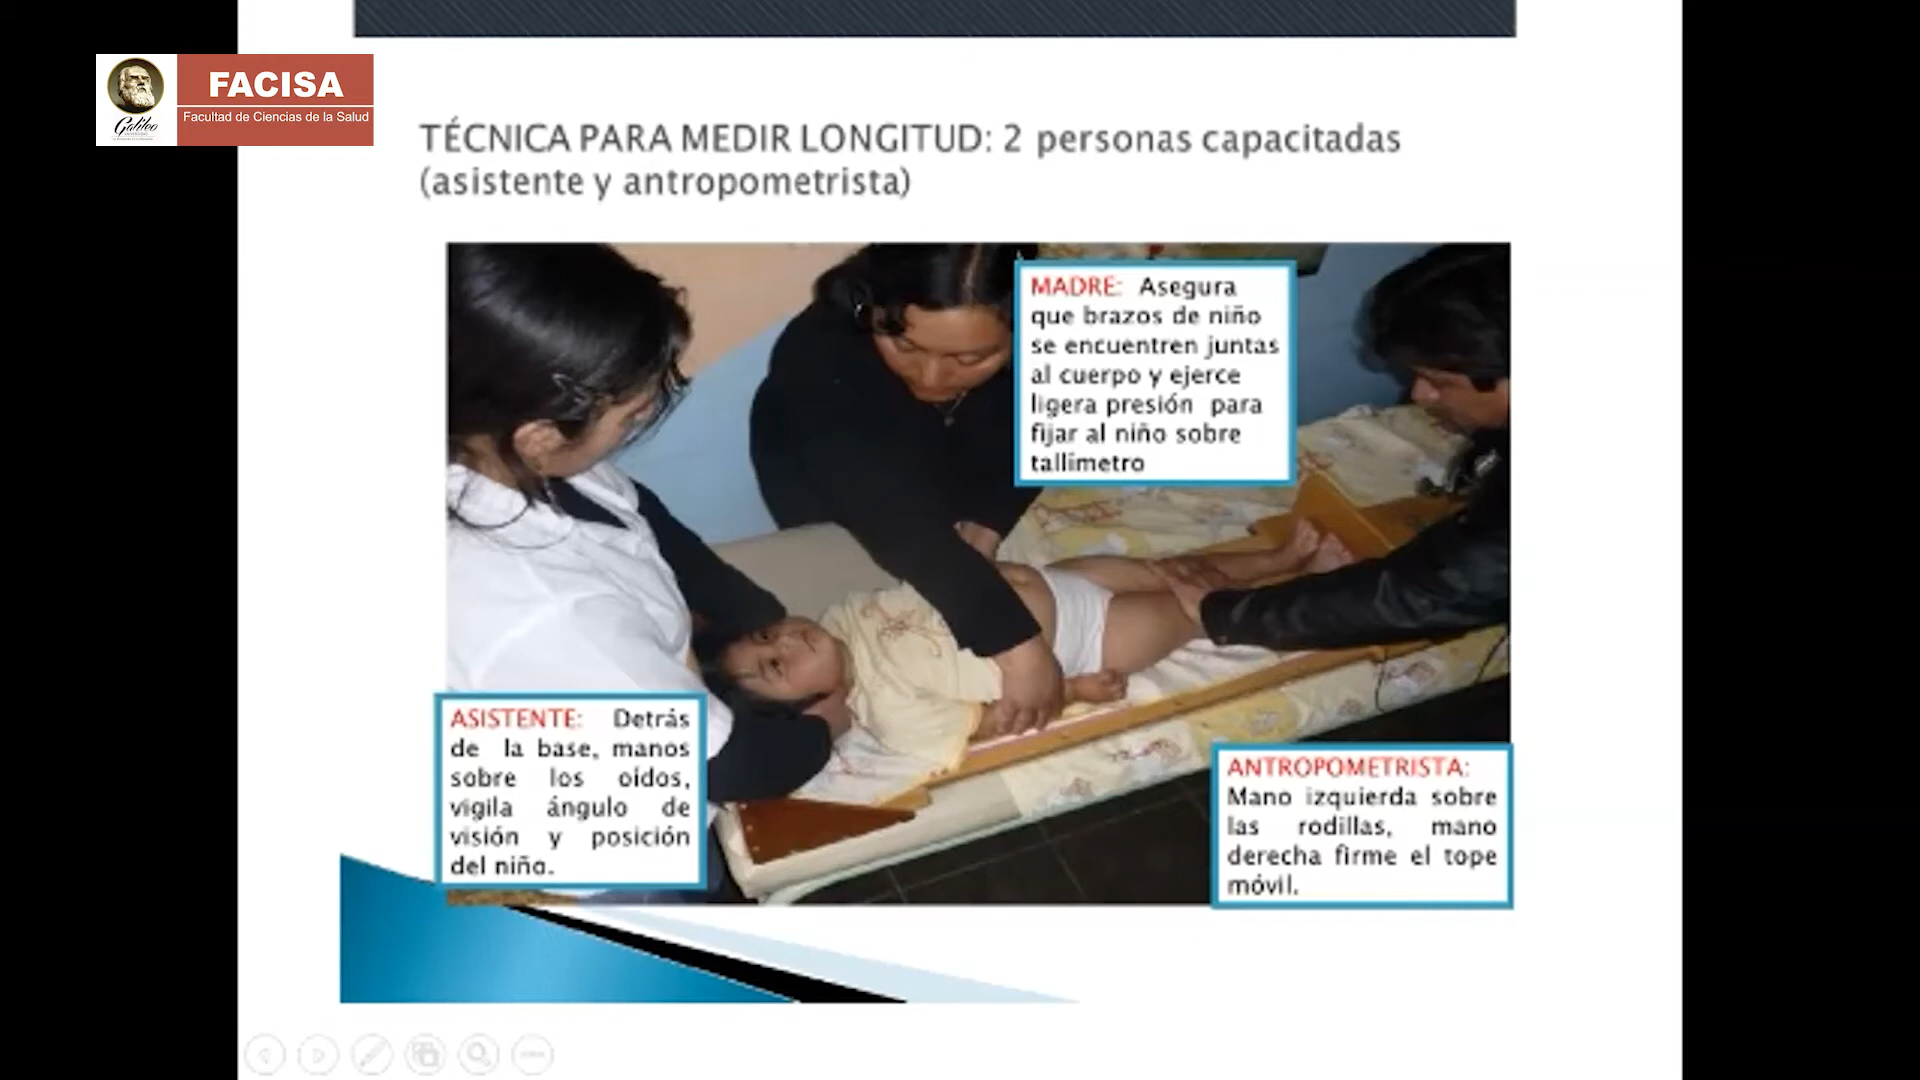 FACISA
Facultad de Ciencias de la Salud
Galileo
TÉCNICA PARA MEDIR LONGITUD: 2 personas capacitadas
(asistente y antropometrista)
MADRE: Asegura
que brazos de niño
se encuentren juntas
al cuerpo y ejerce
ligera presión para
fijar al niño sobre
tallímetro
ASISTENTE: Detrás
de la base, manos
sobre los oídos,
vigila ángulo de
visión y posición
del niño.
ANTROPOMETRISTA:
Mano izquierda sobre
las rodillas, mano
derecha firme el tope
móvil.